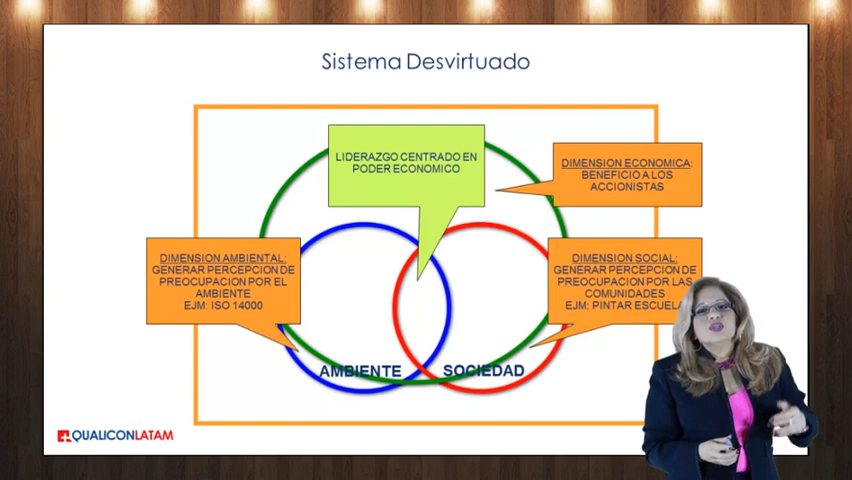 Sistema Desvirtuado
LIDERAZGO CENTRADO EN
PODER ECONOMICO
DIMENSION ECONOMICA:
BENEFICIO A LOS
ACCIONISTAS
DIMENSION AMBIENTAL:
GENERAR PERCEPCION DE
PREOCUPACION POR EL
AMBIENTE
EJM: ISO 14000
DIMENSION SOCIAL:
GENERAR PERCEPCION DE
PREOCUPACION POR LAS
COMUNIDADES
EJM: PINTAR ESCUELA
AMBIENTE
SOCIEDAD
QUALICONLATAM